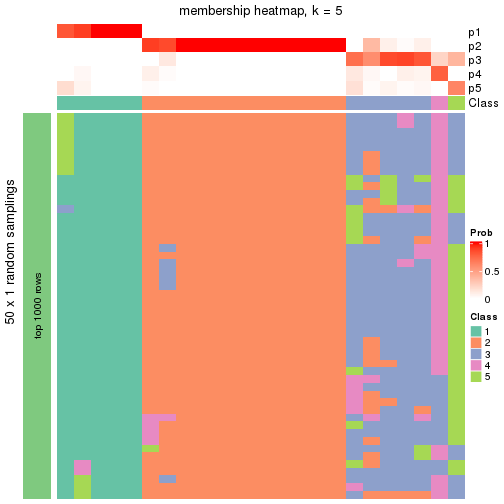 membership heatmap, k = 5
p1
p2
p3
p4
p5
Class
50 x 1 random samplings
top 1000 rows
Prob
1
0.5
0
Class
1
2
3
4
5